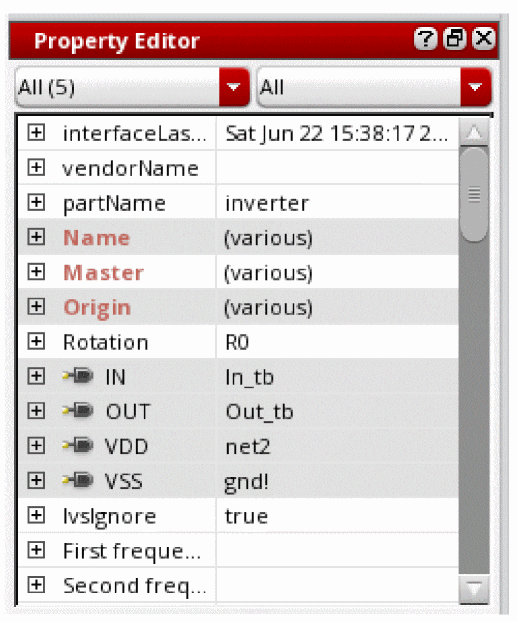 Property Editor
All (5) All
interfaceLas... Sat Jun 22 15:38:17 2...
vendorName
partName inverter
Name (various)
Master (various)
Origin (various)
Rotation R0
IN In_tb
OUT Out_tb
VDD net2
VSS gnd!
lvsIgnore true
First freque...
Second freq...